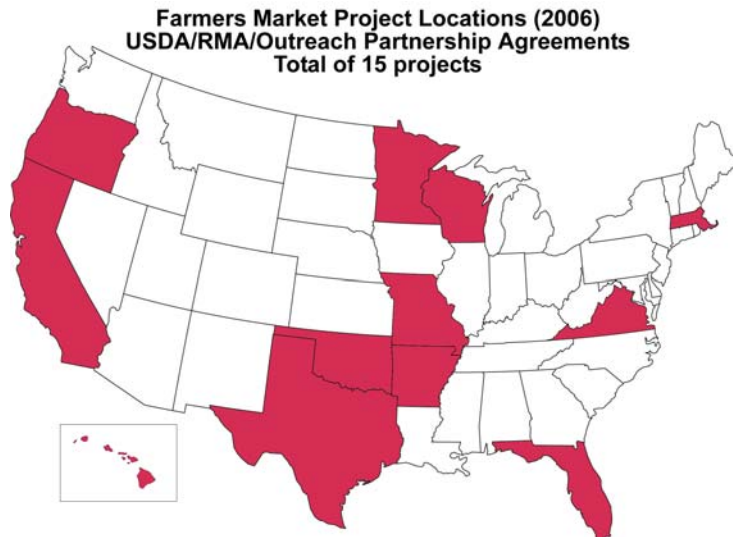 Farmers Market Project Locations (2006)
USDA/RMA/Outreach Partnership Agreements
Total of 15 projects